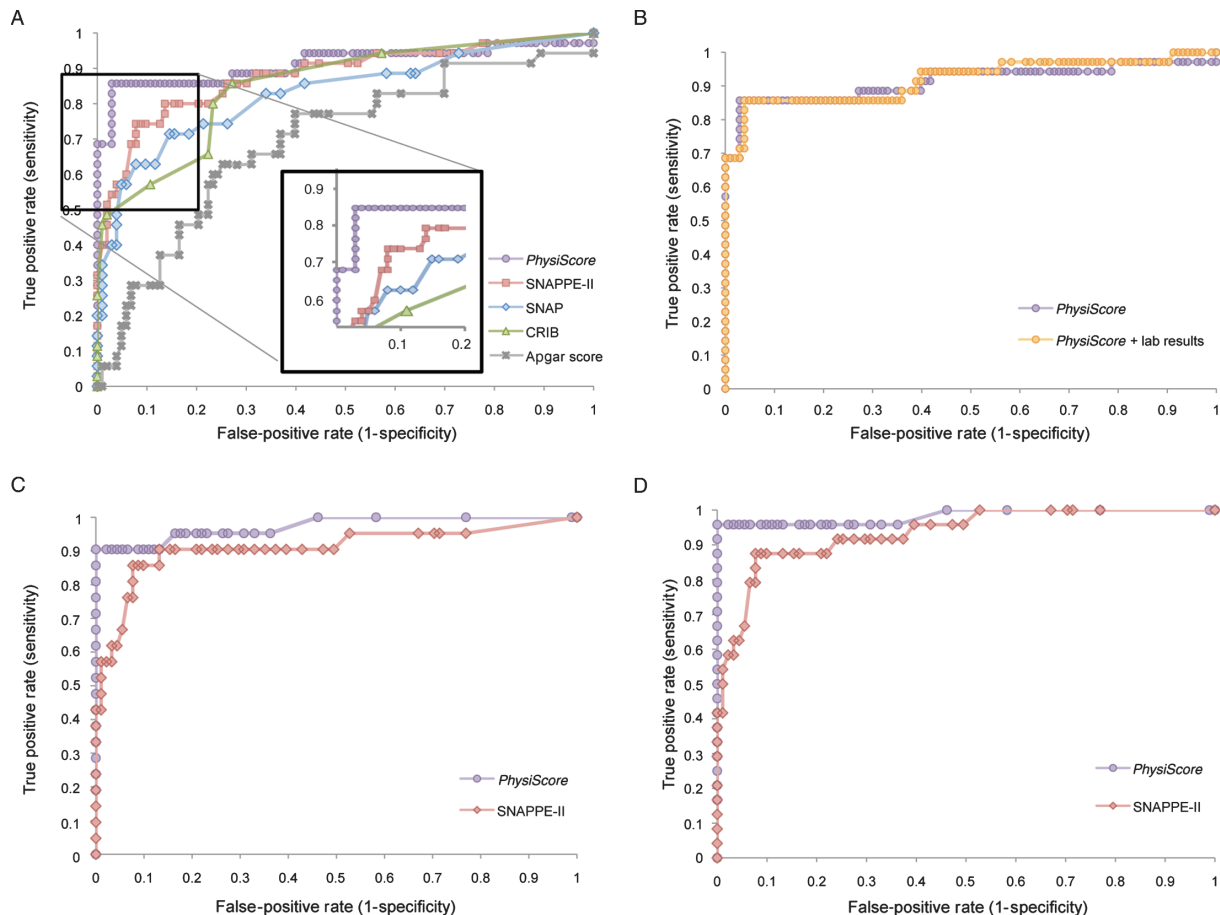 A
1
0.9
0.8
0.7
0.6
0.5
0.4
0.3
0.2
0.1
0
True positive rate (sensitivity)
0 0.1 0.2 0.3 0.4 0.5 0.6 0.7 0.8 0.9 1
False-positive rate (1-specificity)
0.9
0.8
0.7
0.6
0.1 0.2
PhysiScore
SNAPPE-II
SNAP
CRIB
Apgar score
B
1
0.9
0.8
0.7
0.6
0.5
0.4
0.3
0.2
0.1
0
True positive rate (sensitivity)
0 0.1 0.2 0.3 0.4 0.5 0.6 0.7 0.8 0.9 1
False-positive rate (1-specificity)
PhysiScore
PhysiScore + lab results
C
1
0.9
0.8
0.7
0.6
0.5
0.4
0.3
0.2
0.1
0
True positive rate (sensitivity)
0 0.1 0.2 0.3 0.4 0.5 0.6 0.7 0.8 0.9 1
False-positive rate (1-specificity)
PhysiScore
SNAPPE-II
D
1
0.9
0.8
0.7
0.6
0.5
0.4
0.3
0.2
0.1
0
True positive rate (sensitivity)
0 0.1 0.2 0.3 0.4 0.5 0.6 0.7 0.8 0.9 1
False-positive rate (1-specificity)
PhysiScore
SNAPPE-II